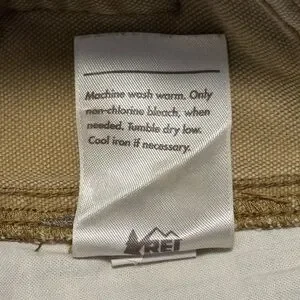 Machine wash warm. Only
non-chlorine bleach, when
needed. Tumble dry low.
Cool iron if necessary.
REI